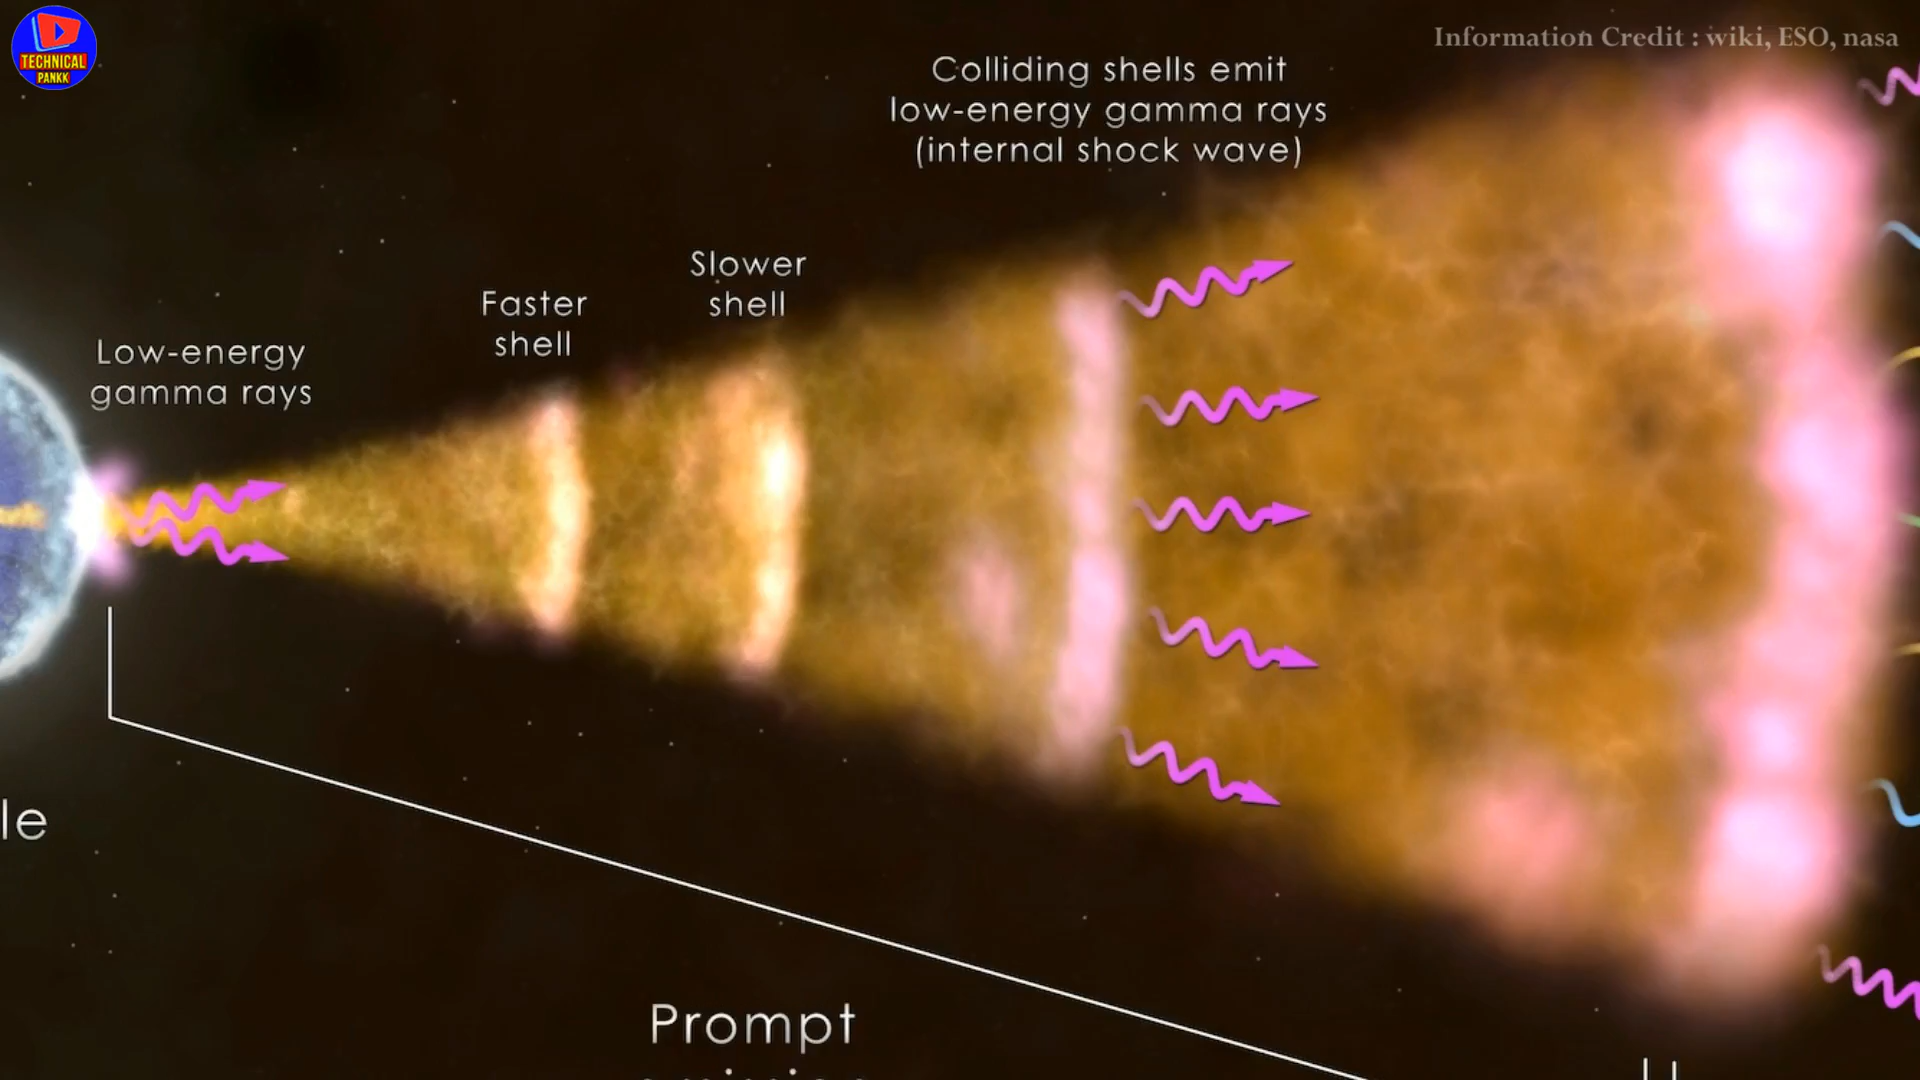 TECHNICAL
PANKK
Information Credit : wiki, ESO, nasa
Colliding shells emit
low-energy gamma rays
(internal shock wave)
Slower
shell
Faster
shell
Low-energy
gamma rays
le
Prompt